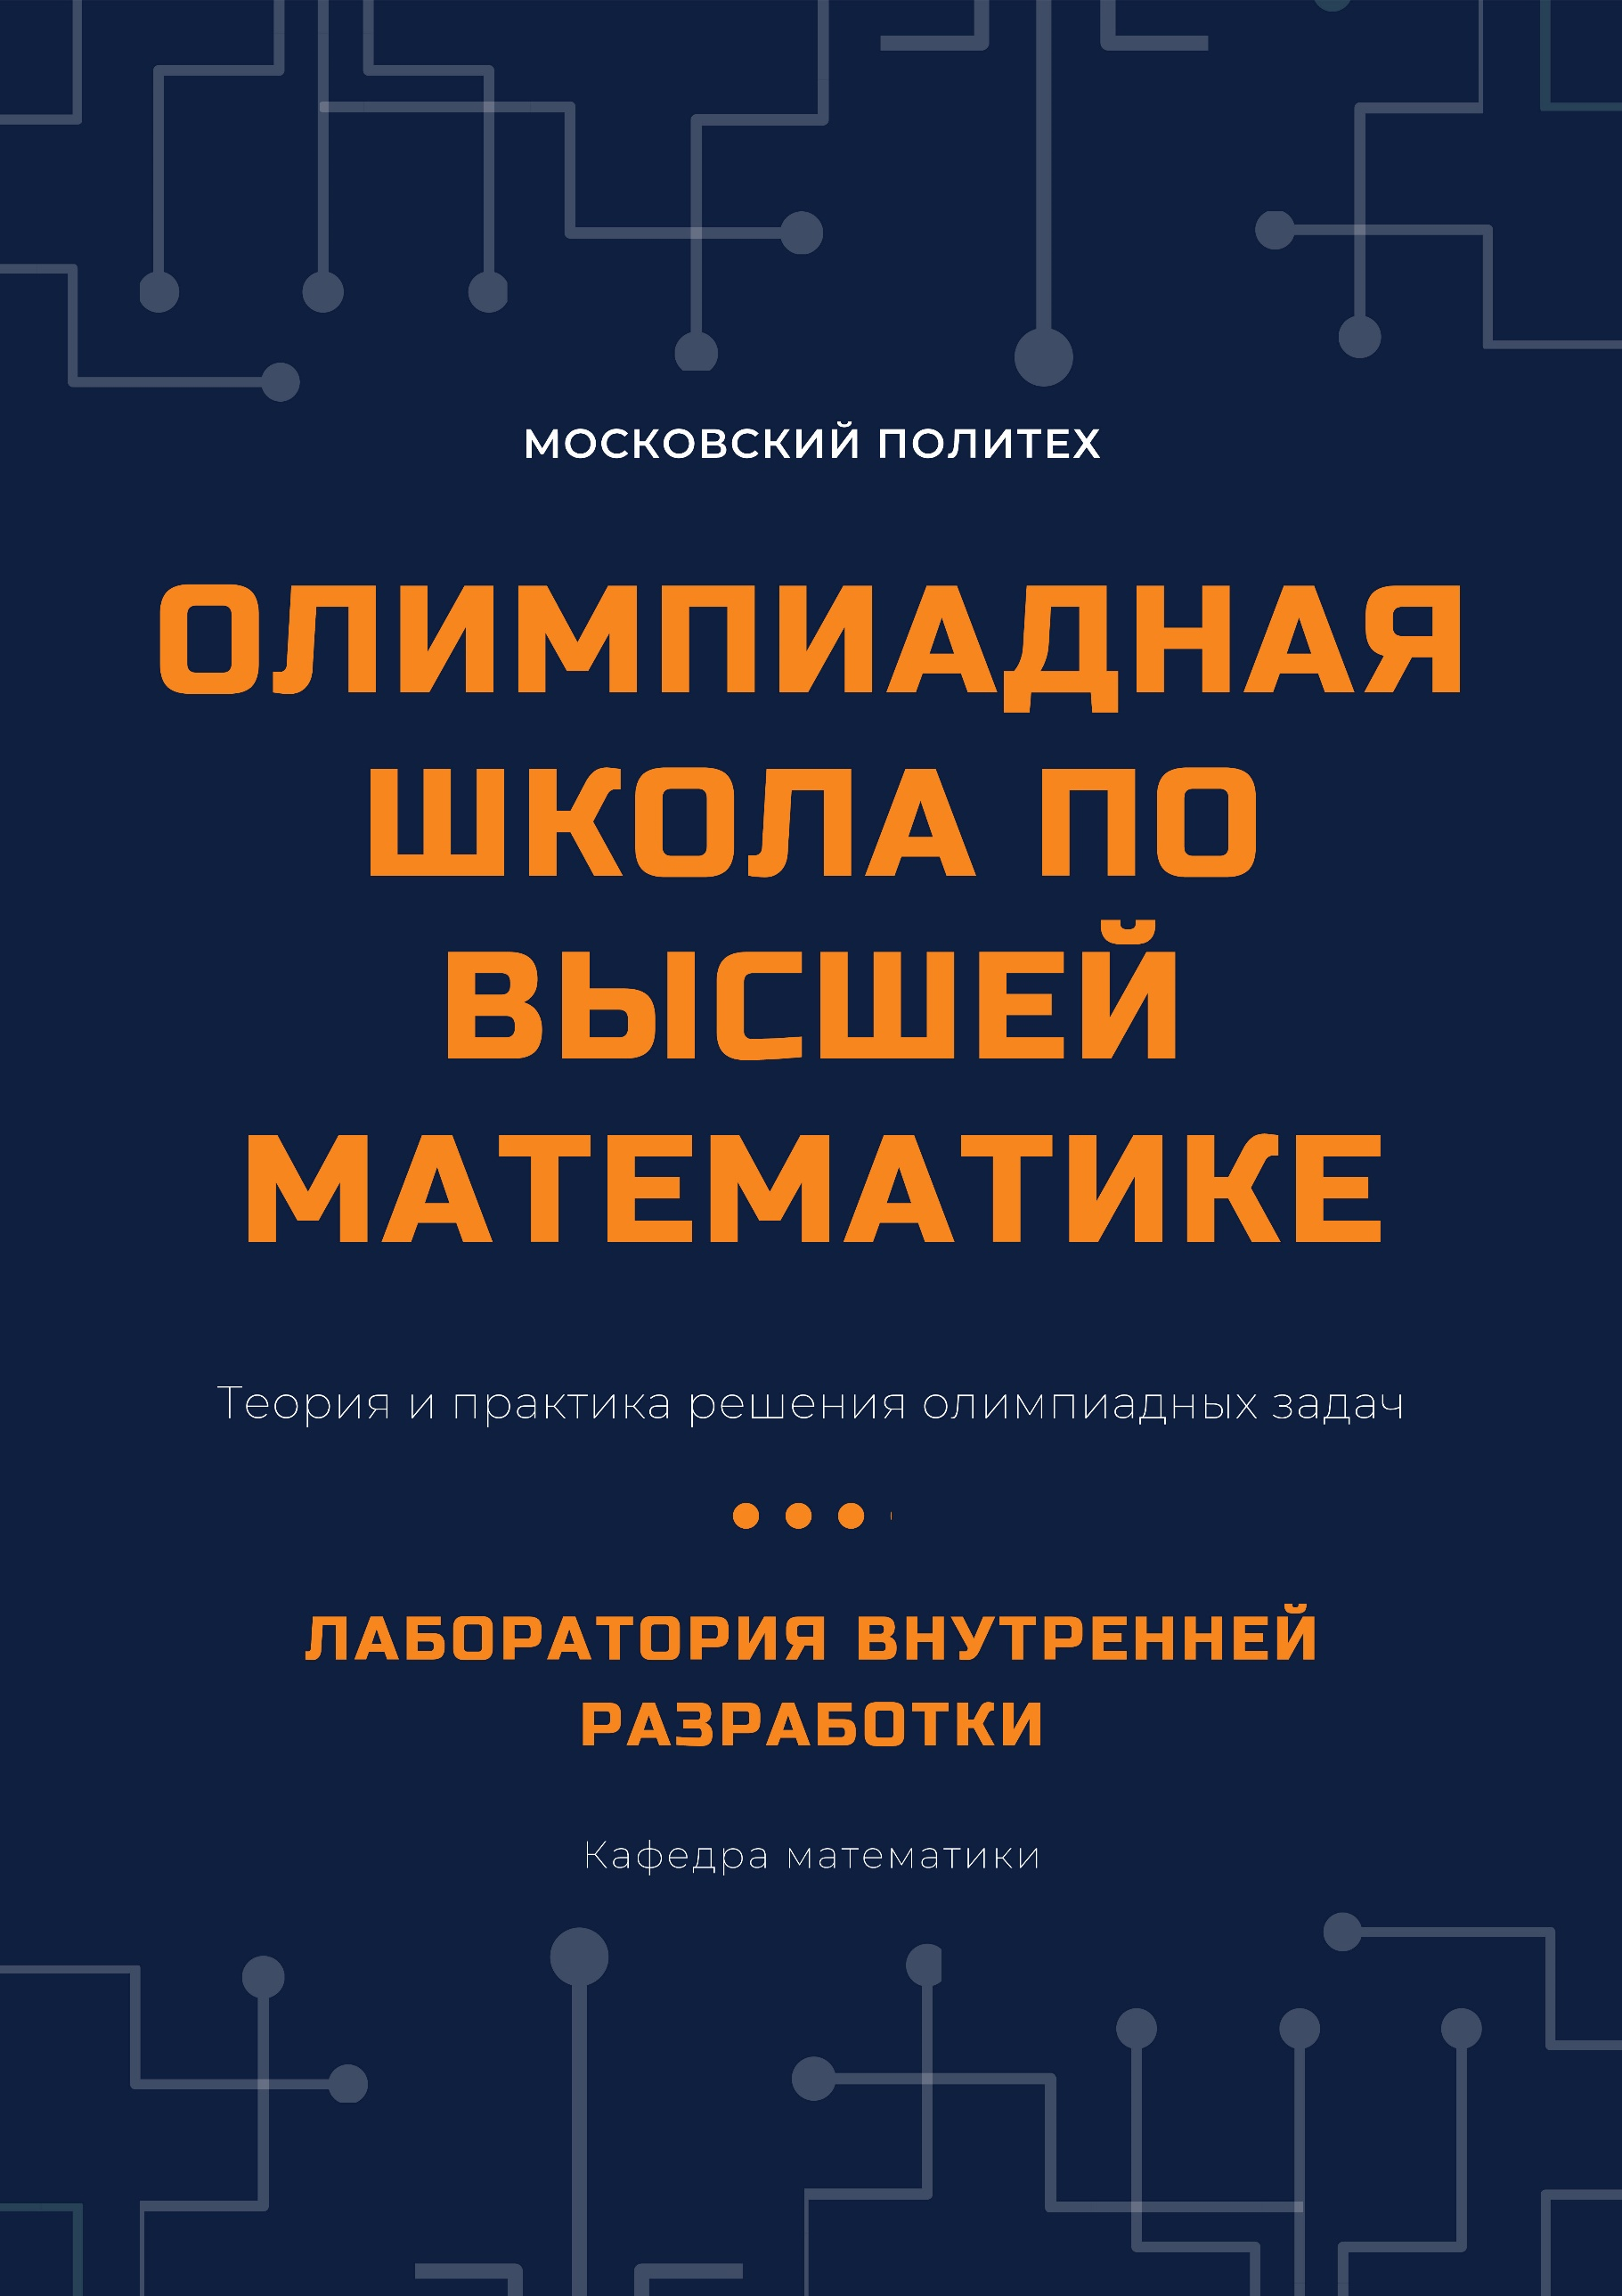 МОСКОВСКИЙ ПОЛИТЕХ
ОЛИМПИАДНАЯ
ШКОЛА ПО
ВЫСШЕЙ
МАТЕМАТИКЕ
Теория и практика решения олимпиадных задач
ЛАБОРАТОРИЯ ВНУТРЕННЕЙ
РАЗРАБОТКИ
Кафедра математики